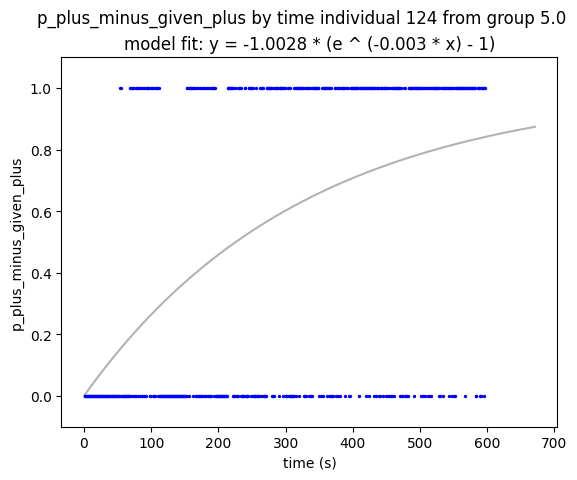 p_plus_minus_given_plus by time individual 124 from group 5.0
model fit: y = -1.0028 * (e ^ (-0.003 * x) - 1)
1.0
0.8
0.6
0.4
0.2
0.0
p_plus_minus_given_plus
0 100 200 300 400 500 600 700
time (s)